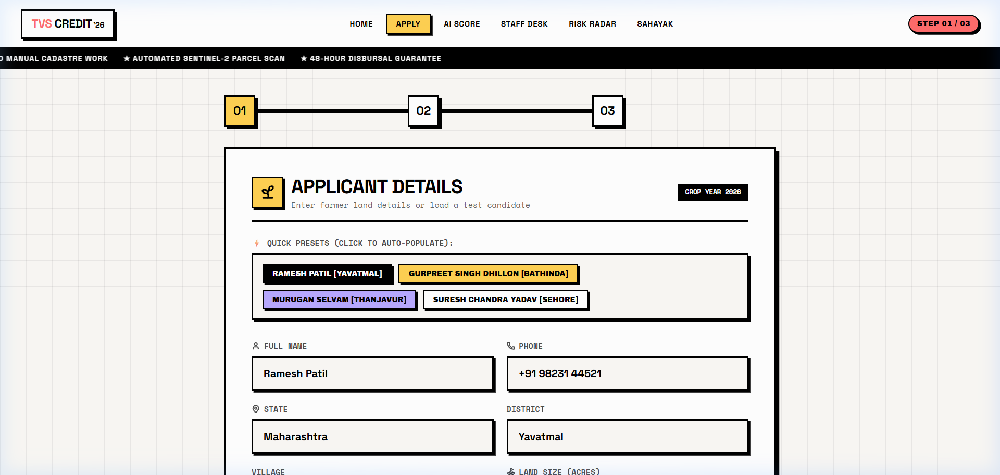 TVS CREDIT '26
HOME
APPLY
AI SCORE
STAFF DESK
RISK RADAR
SAHAYAK
STEP 01 / 03
MANUAL CADASTRE WORK ★ AUTOMATED SENTINEL-2 PARCEL SCAN ★ 48-HOUR DISBURSAL GUARANTEE
01
02
03
APPLICANT DETAILS
Enter farmer land details or load a test candidate
CROP YEAR 2026
QUICK PRESETS (CLICK TO AUTO-POPULATE):
RAMESH PATIL [YAVATMAL]
GURPREET SINGH DHILLON [BATHINDA]
MURUGAN SELVAM [THANJAVUR]
SURESH CHANDRA YADAV [SEHORE]
FULL NAME
PHONE
Ramesh Patil
+91 98231 44521
STATE
DISTRICT
Maharashtra
Yavatmal
VILLAGE
LAND SIZE (ACRES)